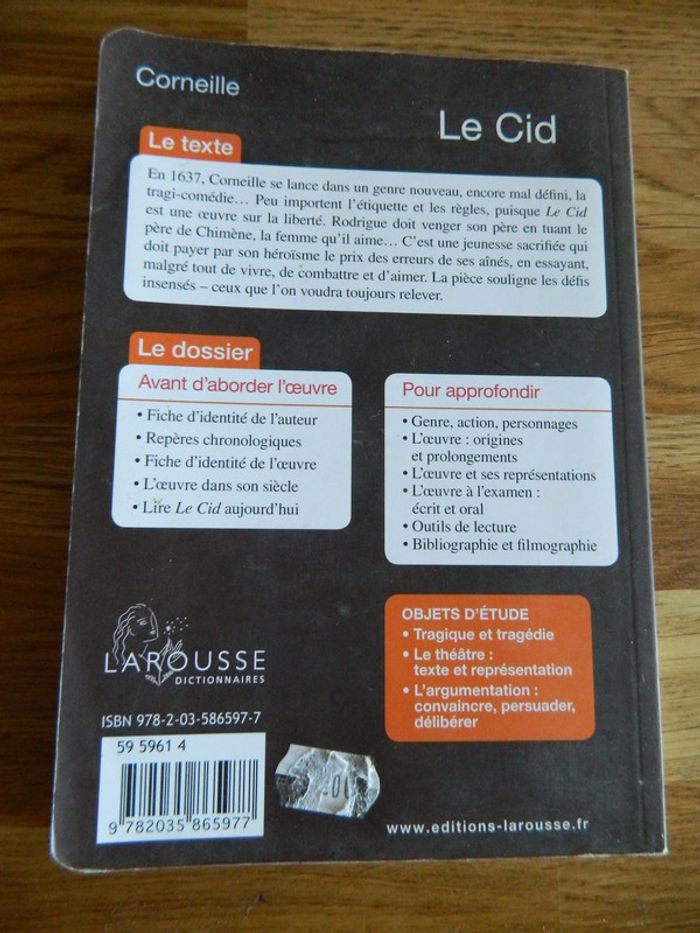 Corneille
Le Cid
Le texte
En 1637, Corneille se lance dans un genre nouveau, encore mal défini, la
tragi-comédie… Peu importent l'étiquette et les règles, puisque Le Cid
est une œuvre sur la liberté. Rodrigue doit venger son père en tuant le
père de Chimène, la femme qu'il aime… C'est une jeunesse sacrifiée qui
doit payer par son héroïsme le prix des erreurs de ses aînés, en essayant,
malgré tout de vivre, de combattre et d'aimer. La pièce souligne les défis
insensés – ceux que l'on voudra toujours relever.
Le dossier
Avant d'aborder l'œuvre
• Fiche d'identité de l'auteur
• Repères chronologiques
• Fiche d'identité de l'œuvre
• L'œuvre dans son siècle
• Lire Le Cid aujourd'hui
Pour approfondir
• Genre, action, personnages
• L'œuvre : origines
et prolongements
• L'œuvre et ses représentations
• L'œuvre à l'examen :
écrit et oral
• Outils de lecture
• Bibliographie et filmographie
OBJETS D'ÉTUDE
• Tragique et tragédie
• Le théâtre :
texte et représentation
• L'argumentation :
convaincre, persuader,
délibérer
LAROUSSE
DICTIONNAIRES
ISBN 978-2-03-586597-7
59 5961 4
9 782035 865977
www.editions-larousse.fr